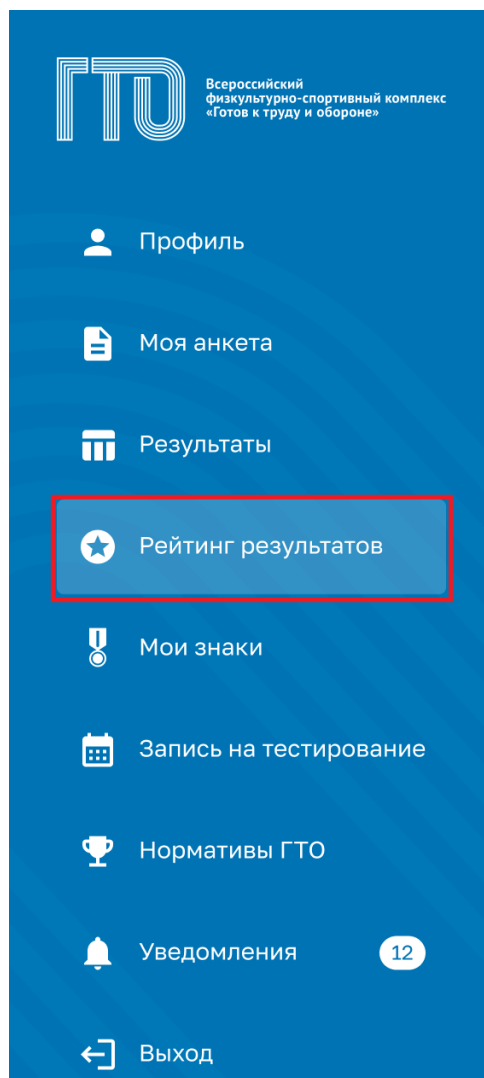 ГТО
Всероссийский
физкультурно-спортивный комплекс
«Готов к труду и обороне»
Профиль
Моя анкета
Результаты
Рейтинг результатов
Мои знаки
Запись на тестирование
Нормативы ГТО
Уведомления 12
Выход